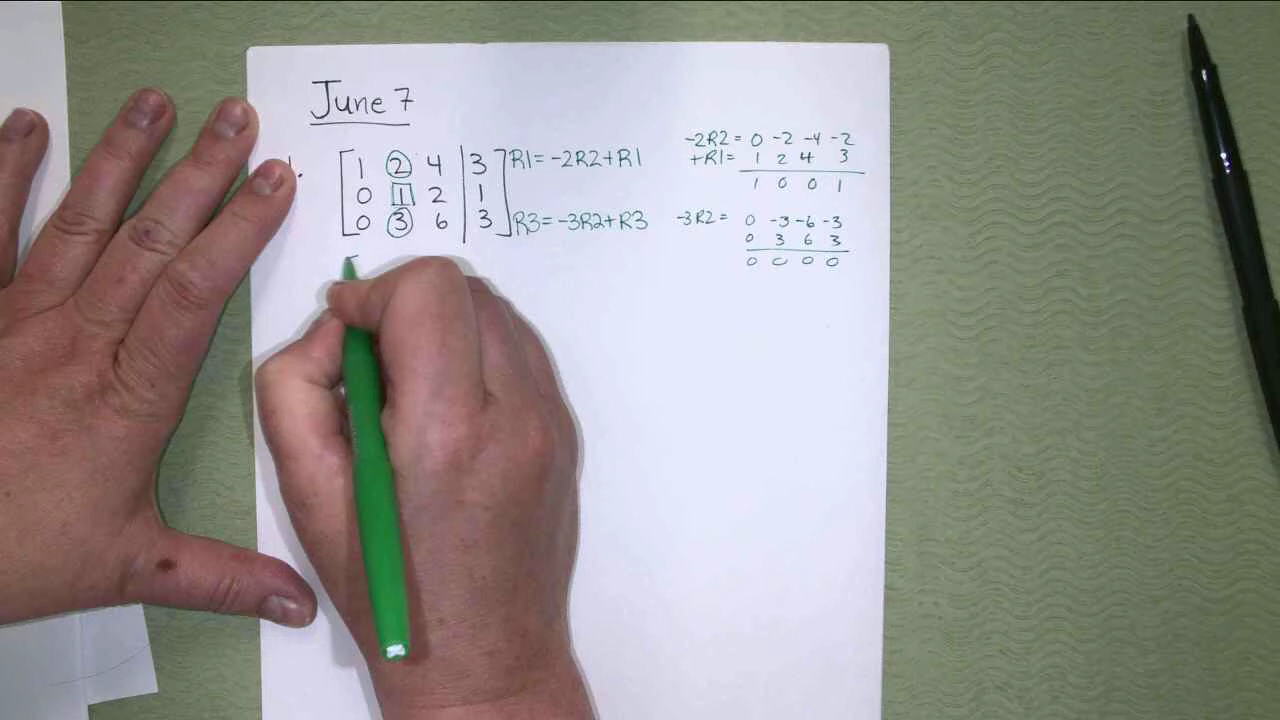 June 7
1. [ 1 2 4 | 3 ] R1 = -2R2 + R1
0 1 2 | 1
0 3 6 | 3 ] R3 = -3R2 + R3
[
-2R2 = 0 -2 -4 -2
+R1 = 1 2 4 3
1 0 0 1
-3R2 = 0 -3 -6 -3
0 3 6 3
0 0 0 0